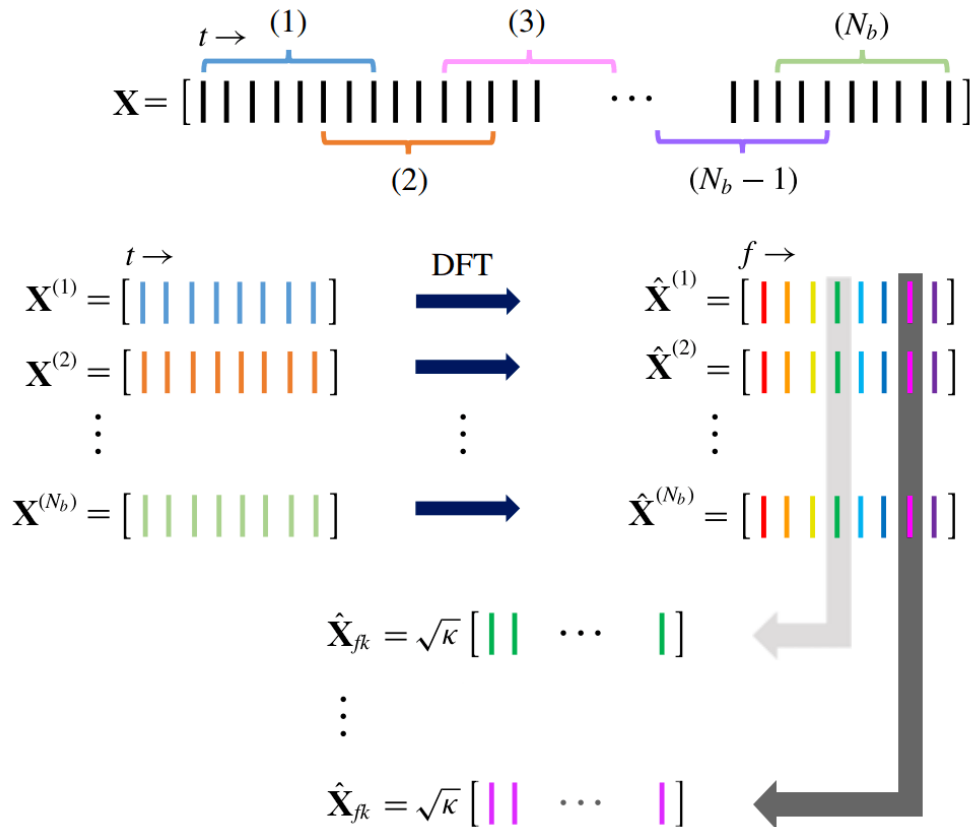 t → (1) (3) (N_b)
X = [ ⋯ ]
(2) (N_b − 1)
t → DFT f →
X^(1) = [ ] X̂^(1) = [ ]
X^(2) = [ ] X̂^(2) = [ ]
⋮ ⋮ ⋮
X^(N_b) = [ ] X̂^(N_b) = [ ]
X̂_fk = √κ [ ⋯ ]
⋮
X̂_fk = √κ [ ⋯ ]